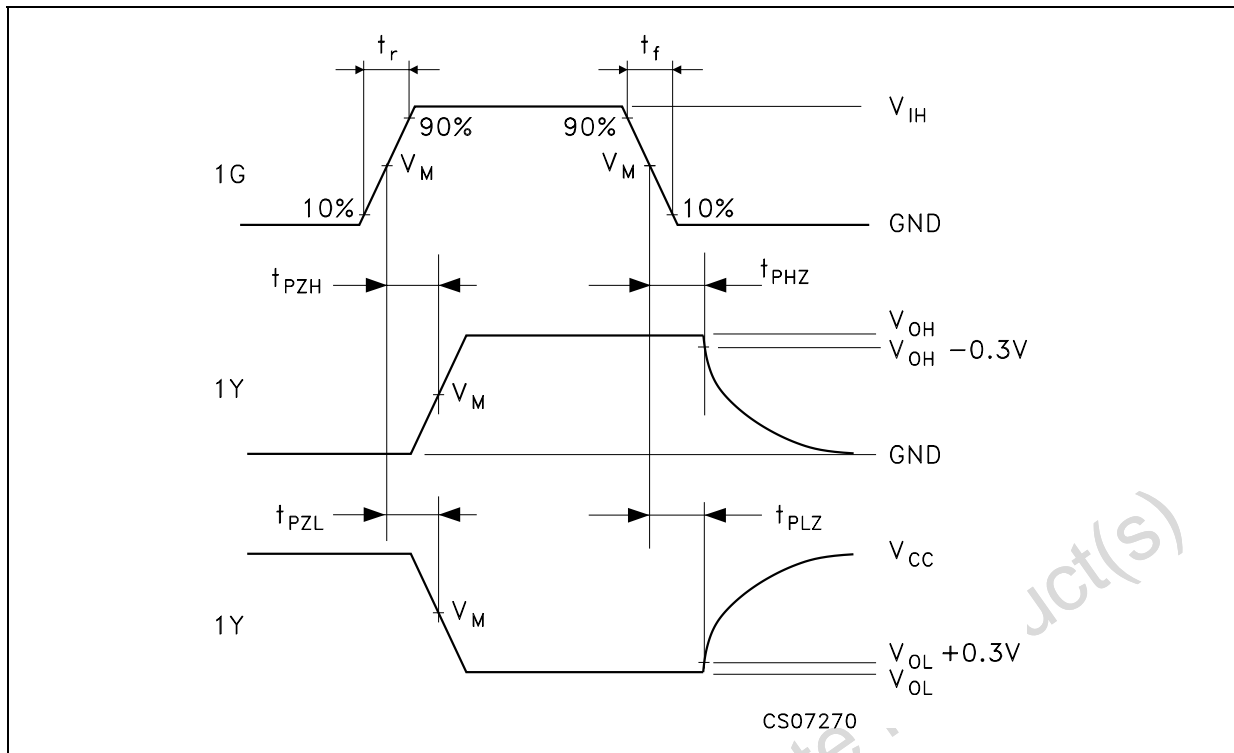 tr
tf
VIH
90%
90%
VM
VM
1G
10%
10%
GND
tPZH
tPHZ
VOH
VOH −0.3V
1Y
VM
GND
tPZL
tPLZ
VCC
1Y
VM
VOL +0.3V
VOL
CS07270